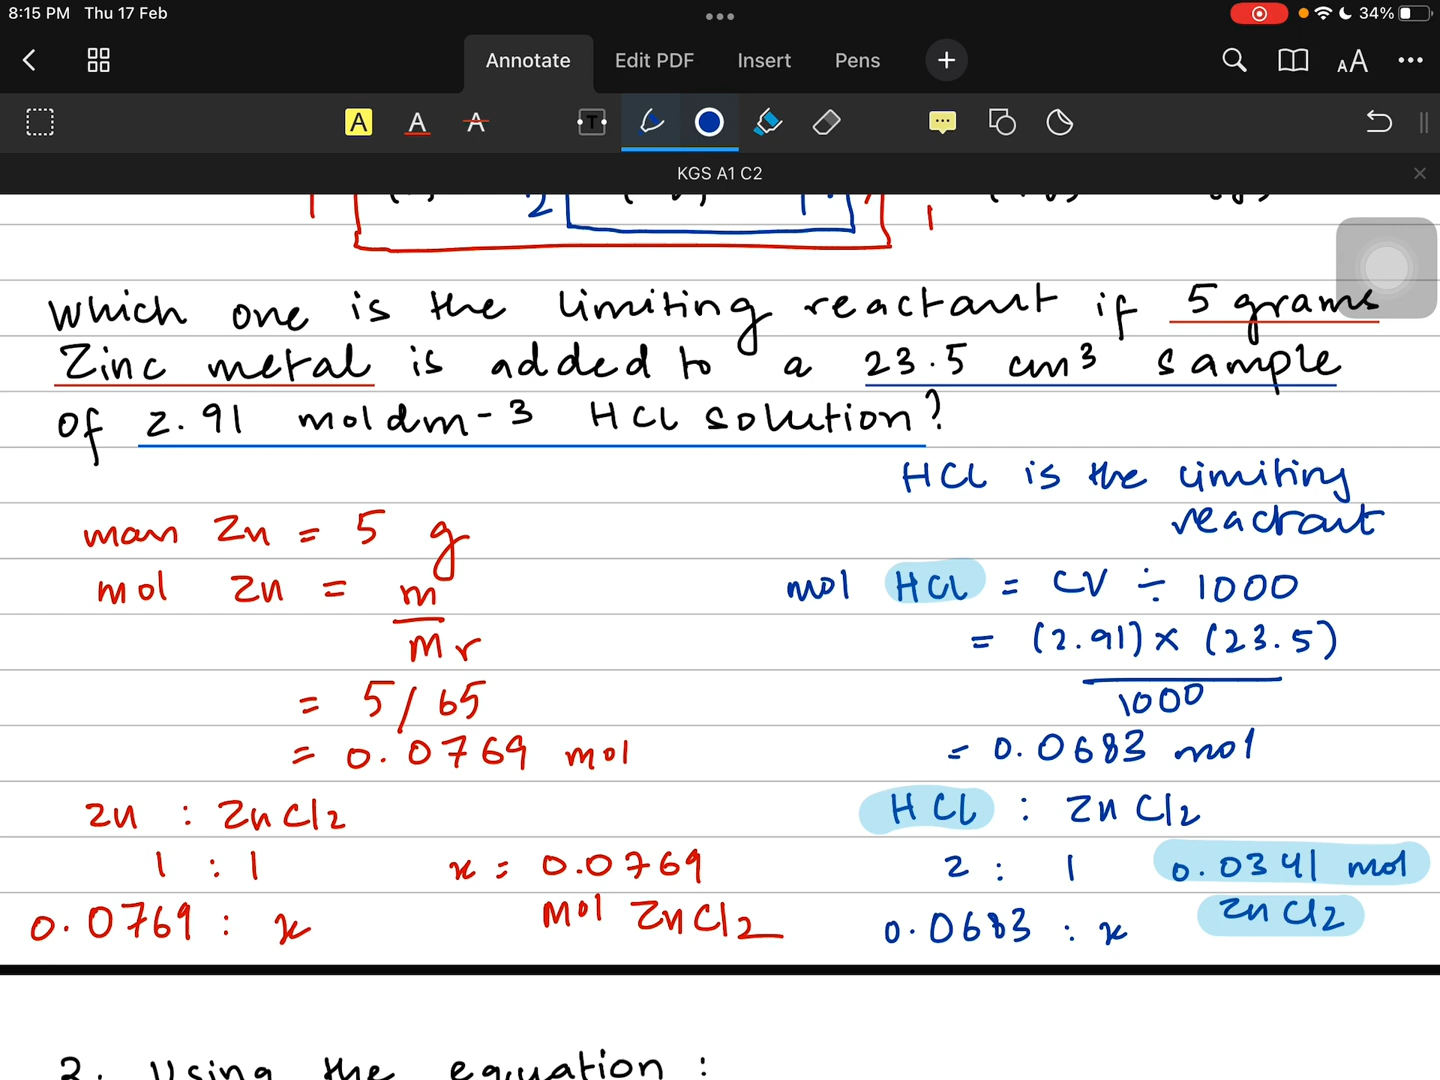 8:15 PM Thu 17 Feb
34%
Annotate Edit PDF Insert Pens
KGS A1 C2
Which one is the limiting reactant if 5 grams
Zinc metal is added to a 23.5 cm3 sample
of 2.91 moldm-3 HCl solution?
HCl is the limiting
reactant
mass Zn = 5 g
mol Zn = m
Mr
= 5/65
= 0.0769 mol
Zn : ZnCl2
1 : 1 x = 0.0769
0.0769 : x mol ZnCl2
mol HCl = CV ÷ 1000
= (2.91) x (23.5)
1000
= 0.0683 mol
HCl : ZnCl2
2 : 1 0.0341 mol
0.0683 : x ZnCl2
2. Using the equation :